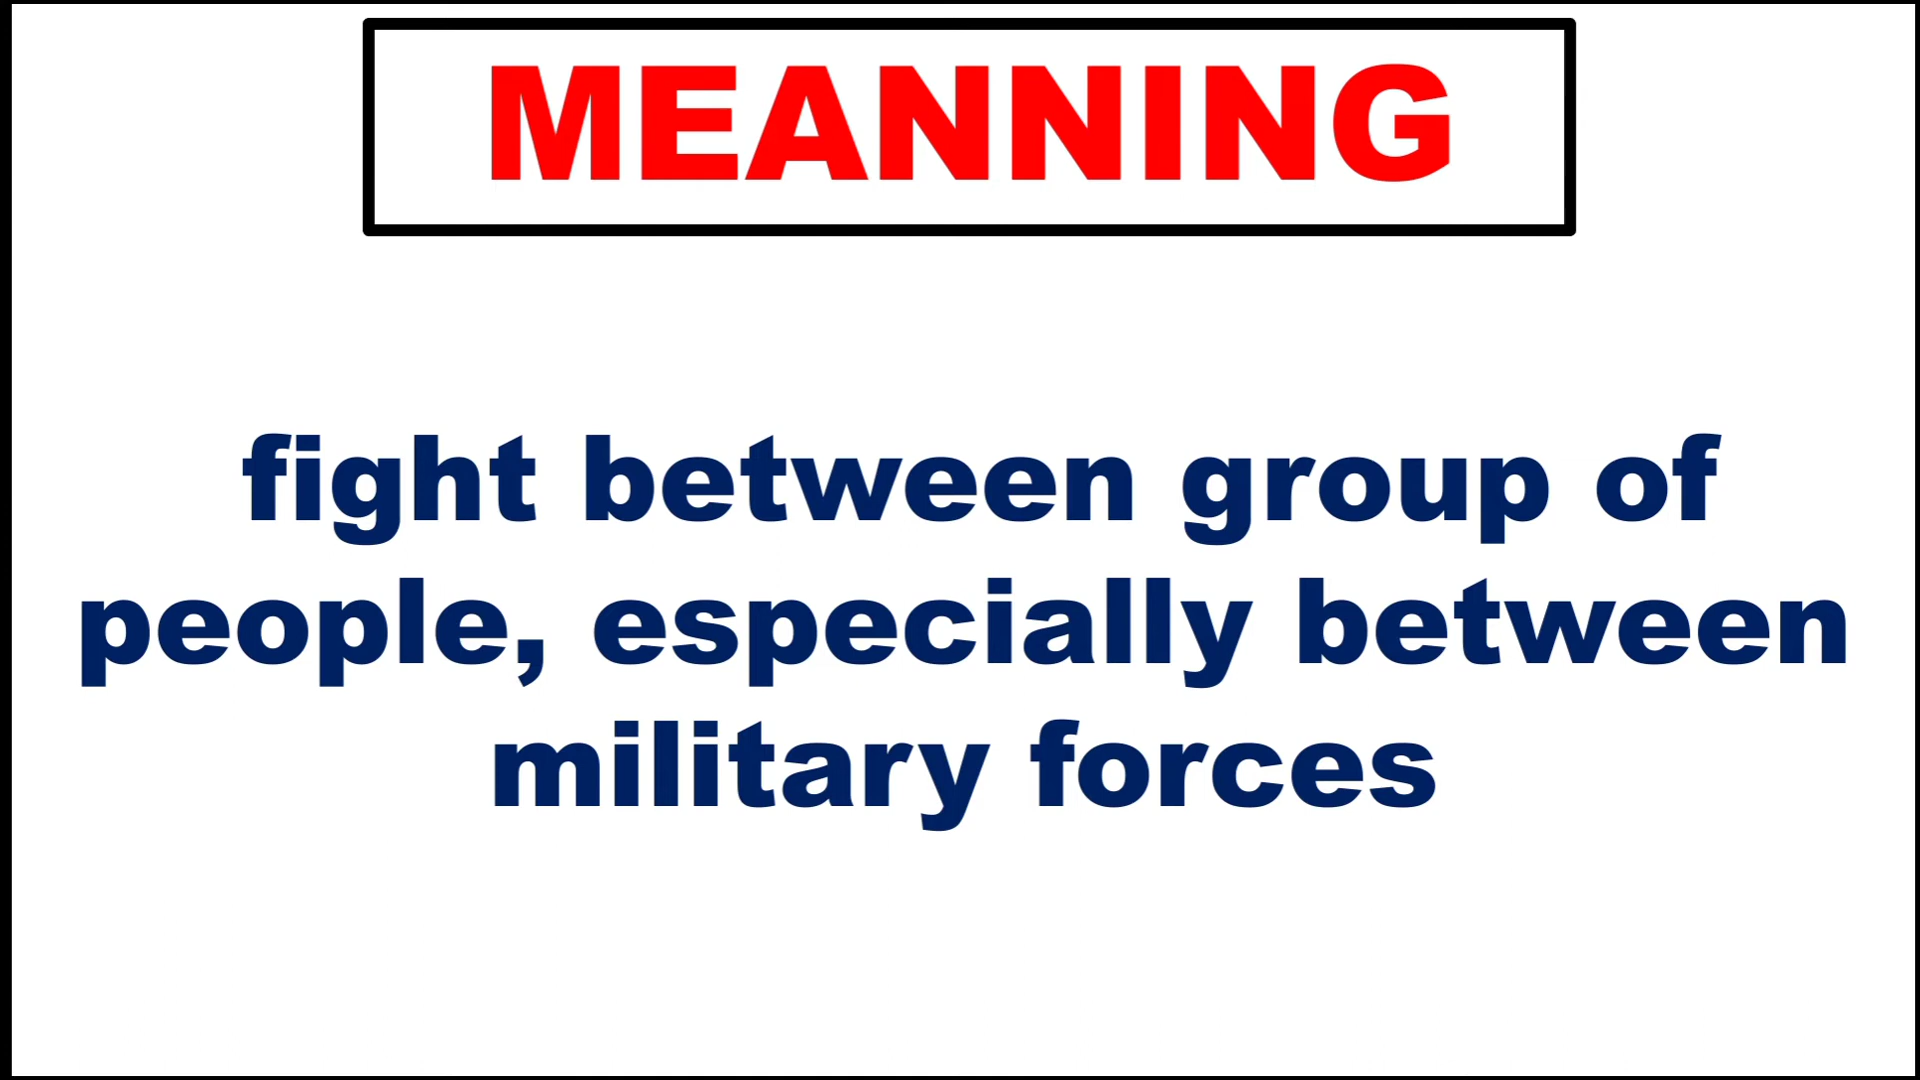 MEANNING
fight between group of
people, especially between
military forces